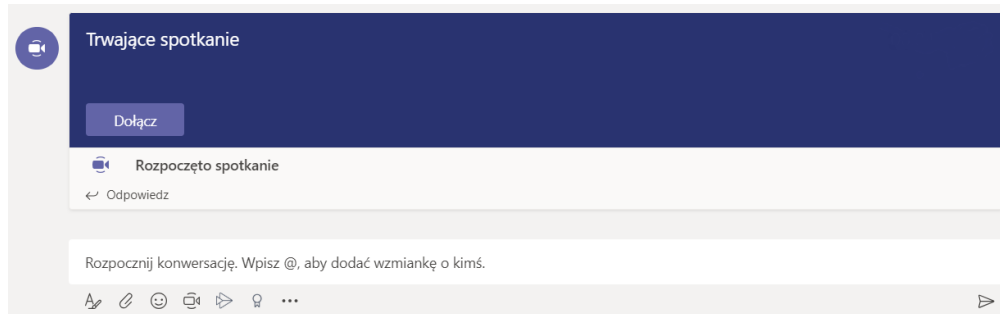 Trwające spotkanie
Dołącz
Rozpoczęto spotkanie
Odpowiedz
Rozpocznij konwersację. Wpisz @, aby dodać wzmiankę o kimś.